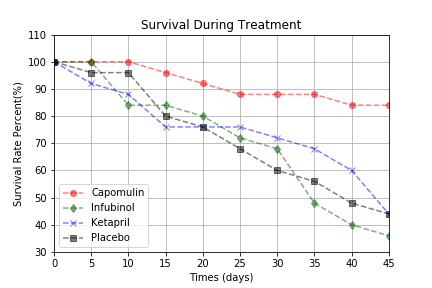 Survival During Treatment
110
100
90
80
70
60
50
40
30
Survival Rate Percent(%)
Capomulin
Infubinol
Ketapril
Placebo
0 5 10 15 20 25 30 35 40 45
Times (days)